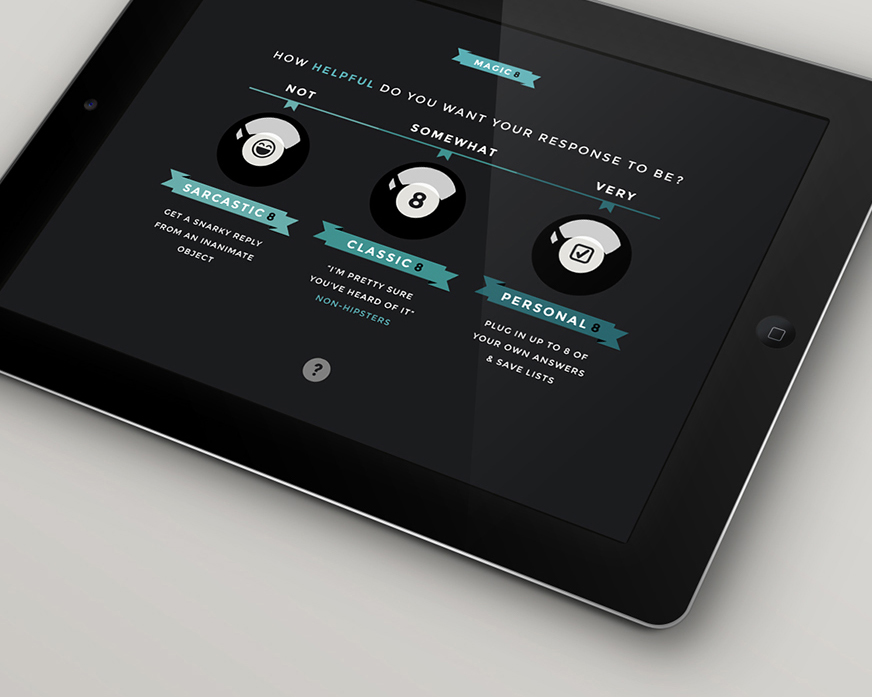 MAGIC 8
HOW HELPFUL DO YOU WANT YOUR RESPONSE TO BE?
NOT
SOMEWHAT
VERY
8
SARCASTIC 8
GET A SNARKY REPLY
FROM AN INANIMATE
OBJECT
CLASSIC 8
"I'M PRETTY SURE
YOU'VE HEARD OF IT"
NON-HIPSTERS
PERSONAL 8
PLUG IN UP TO 8 OF
YOUR OWN ANSWERS
& SAVE LISTS
?